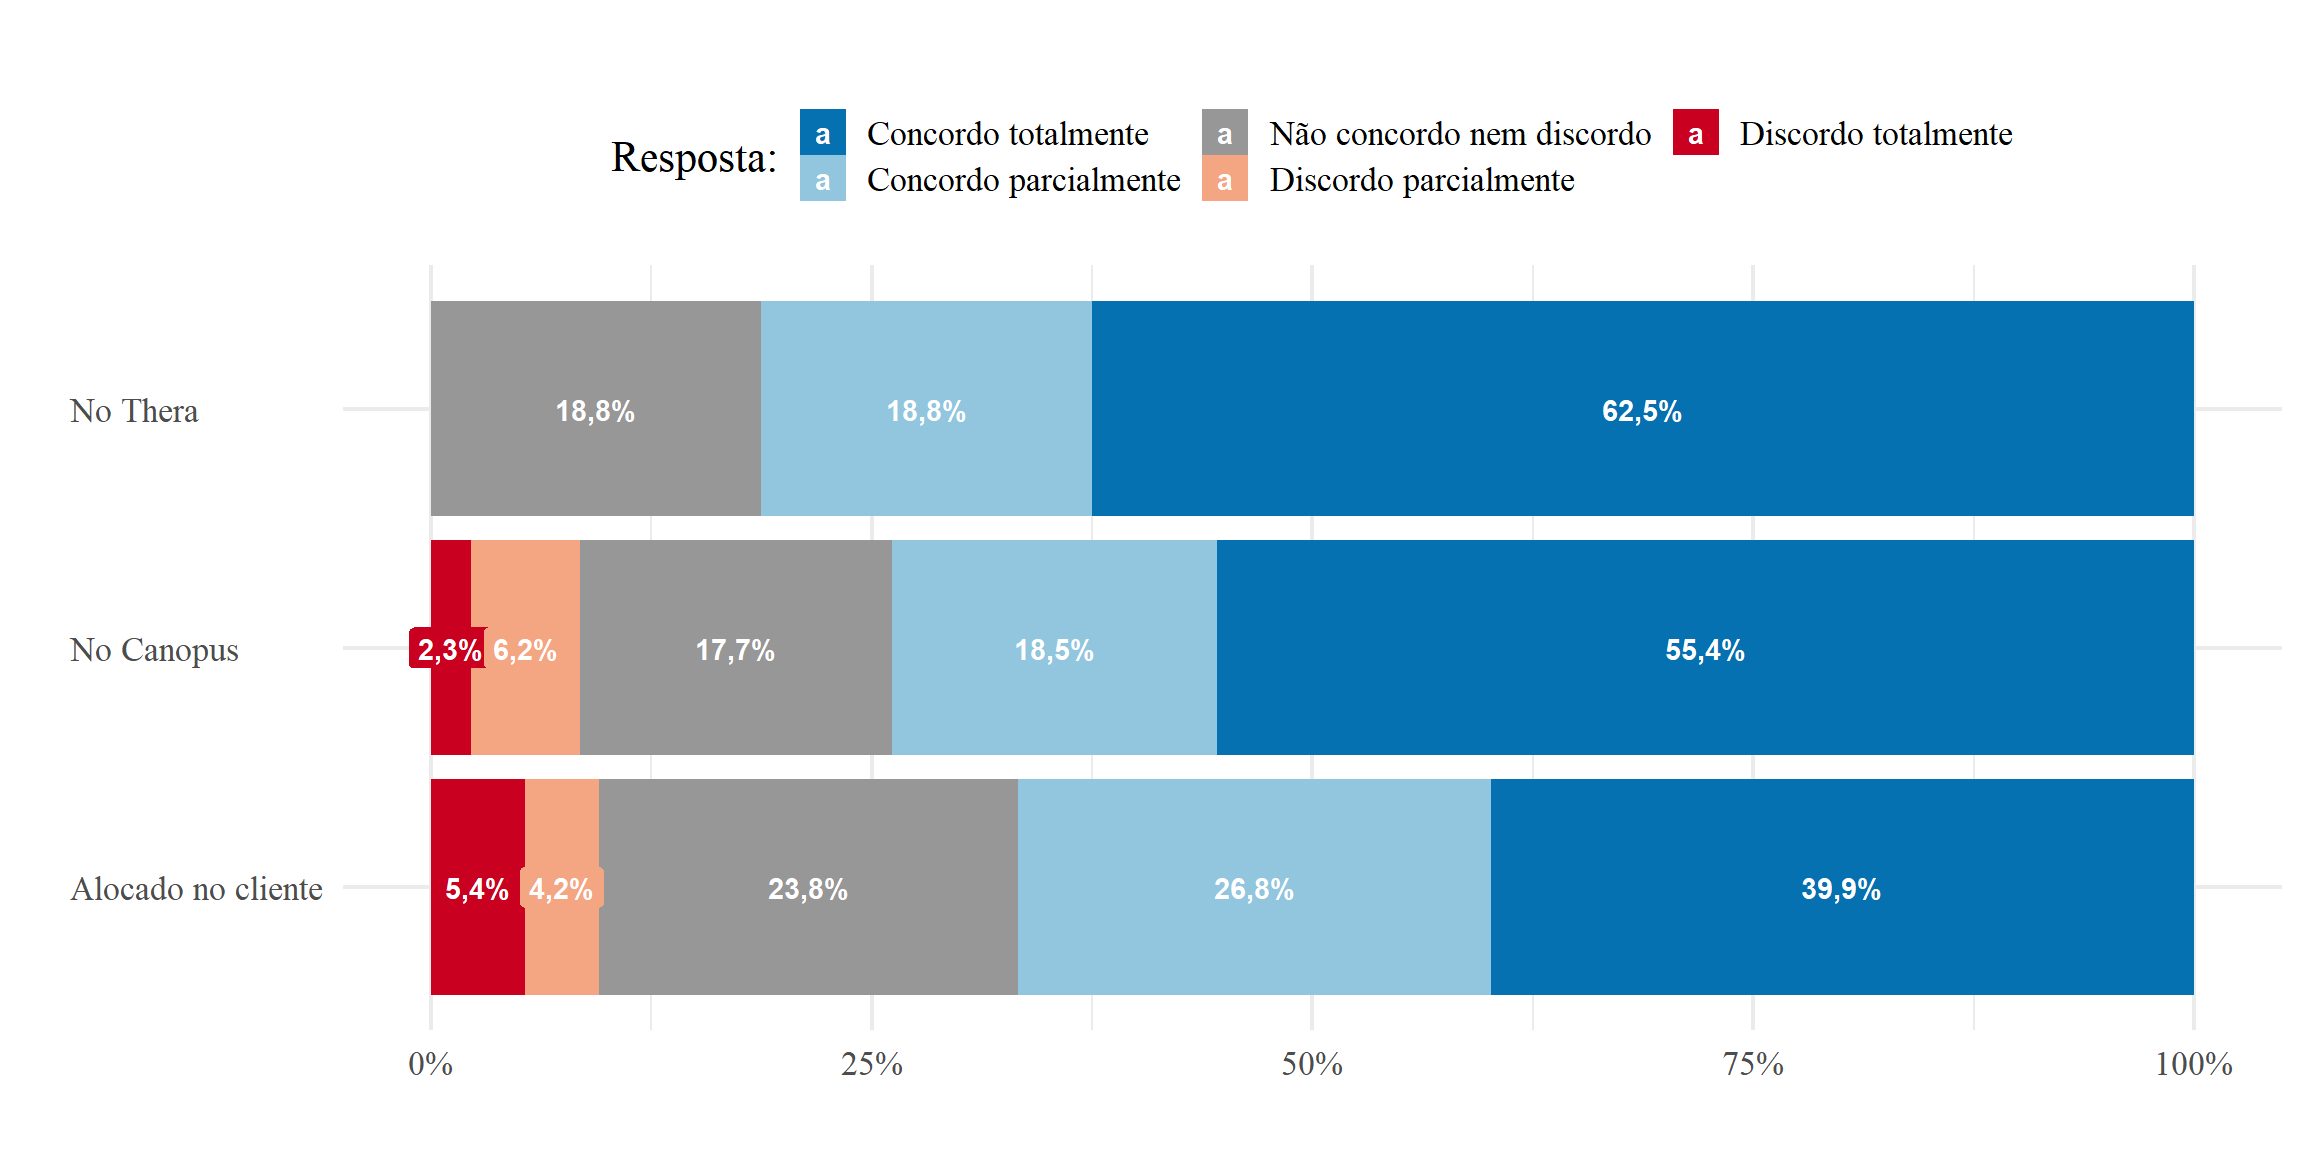 Resposta:
a Concordo totalmente
a Concordo parcialmente
a Não concordo nem discordo
a Discordo parcialmente
a Discordo totalmente
No Thera
18,8% 18,8% 62,5%
No Canopus
2,3% 6,2% 17,7% 18,5% 55,4%
Alocado no cliente
5,4% 4,2% 23,8% 26,8% 39,9%
0% 25% 50% 75% 100%